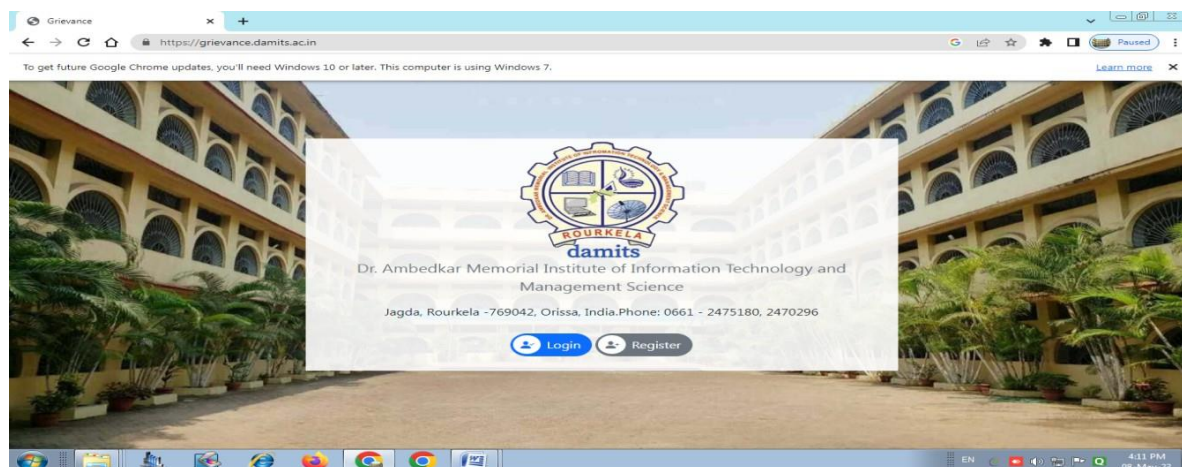 Grievance
https://grievance.damits.ac.in
Paused
To get future Google Chrome updates, you'll need Windows 10 or later. This computer is using Windows 7.
Learn more
ROURKELA
damits
Dr. Ambedkar Memorial Institute of Information Technology and
Management Science
Jagda, Rourkela -769042, Orissa, India.Phone: 0661 - 2475180, 2470296
Login
Register
EN
4:11 PM